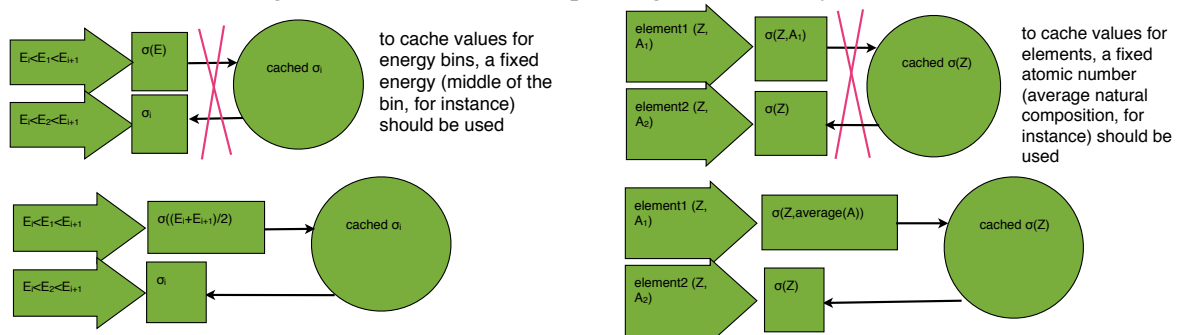 Eᵢ<E₁<Eᵢ₊₁
σ(E)
cached σᵢ
Eᵢ<E₂<Eᵢ₊₁
σᵢ
to cache values for
energy bins, a fixed
energy (middle of the
bin, for instance)
should be used
element1 (Z,
A₁)
σ(Z,A₁)
cached σ(Z)
element2 (Z,
A₂)
σ(Z)
to cache values for
elements, a fixed
atomic number
(average natural
composition, for
instance) should be
used
Eᵢ<E₁<Eᵢ₊₁
σ((Eᵢ+Eᵢ₊₁)/2)
cached σᵢ
Eᵢ<E₂<Eᵢ₊₁
σᵢ
element1 (Z,
A₁)
σ(Z,average(A))
cached σ(Z)
element2 (Z,
A₂)
σ(Z)